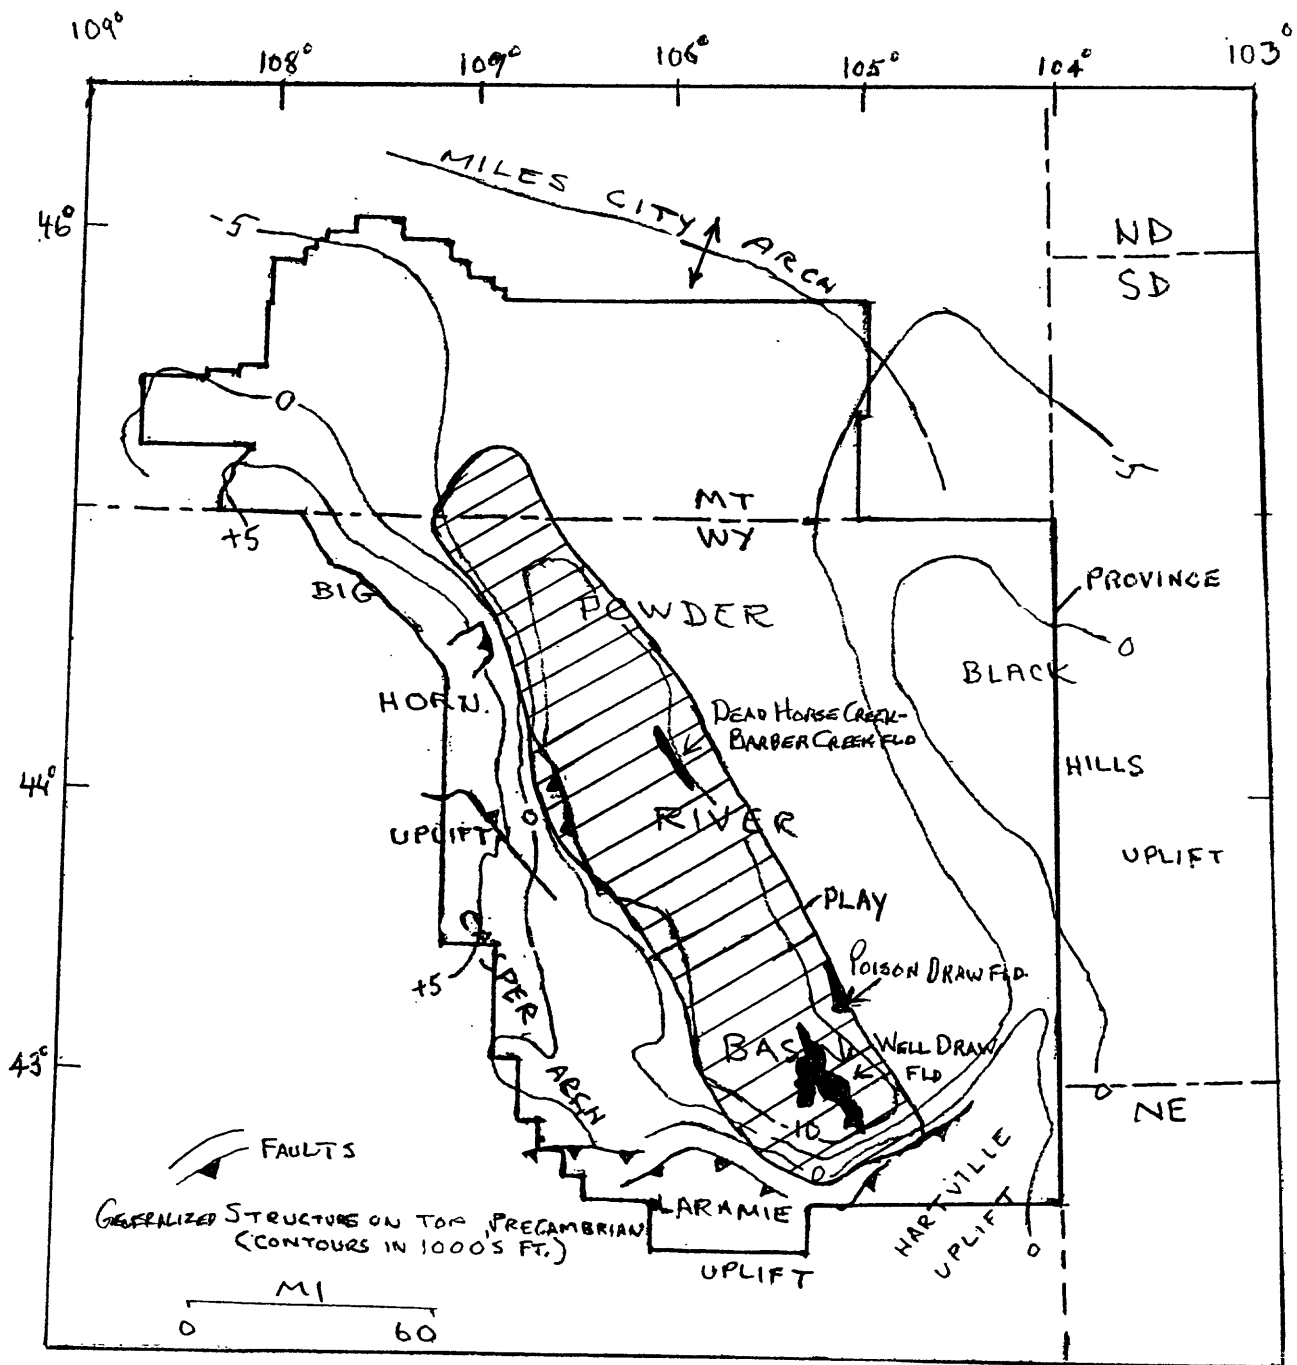 109°
108°
109°
106°
105°
104°
103°
MILES CITY ARCH
46°
-5
ND
SD
0
-5
MT
WY
+5
BIG
PROVINCE
POWDER
0
BLACK
HORN.
DEAD HORSE CREEK-
BARBER CREEK FLD
44°
HILLS
0
RIVER
UPLIFT
UPLIFT
PLAY
CASPER
POISON DRAW FLD.
+5
43°
BASIN
WELL DRAW
FLD
ARCH
0
NE
-10
FAULTS
0
HARTVILLE
UPLIFT
LARAMIE
GENERALIZED STRUCTURE ON TOP PRECAMBRIAN
(CONTOURS IN 1000'S FT.)
0
UPLIFT
MI
0 60